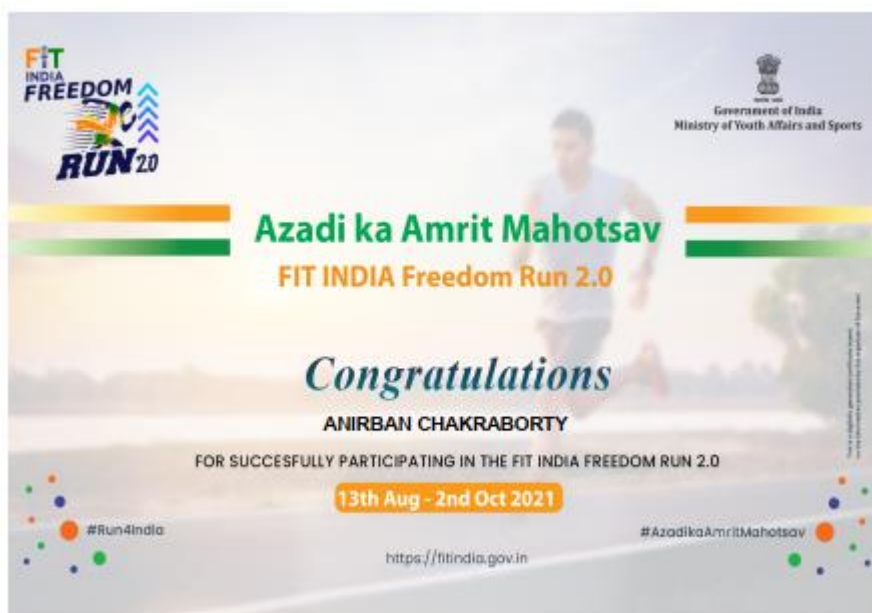 FiT
INDIA
FREEDOM
RUN 2.0
Government of India
Ministry of Youth Affairs and Sports
Azadi ka Amrit Mahotsav
FIT INDIA Freedom Run 2.0
Congratulations
ANIRBAN CHAKRABORTY
FOR SUCCESFULLY PARTICIPATING IN THE FIT INDIA FREEDOM RUN 2.0
13th Aug - 2nd Oct 2021
#Run4India
#AzadikaAmritMahotsav
https://fitindia.gov.in